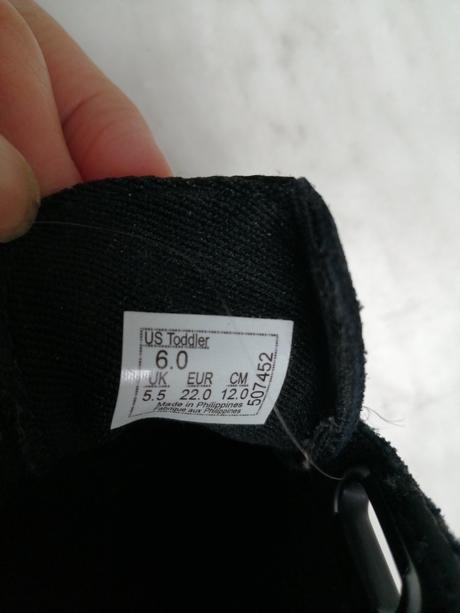 US Toddler
6.0
UK EUR CM
5.5 22.0 12.0
Made in Philippines
Fabriqué aux Philippines
507452